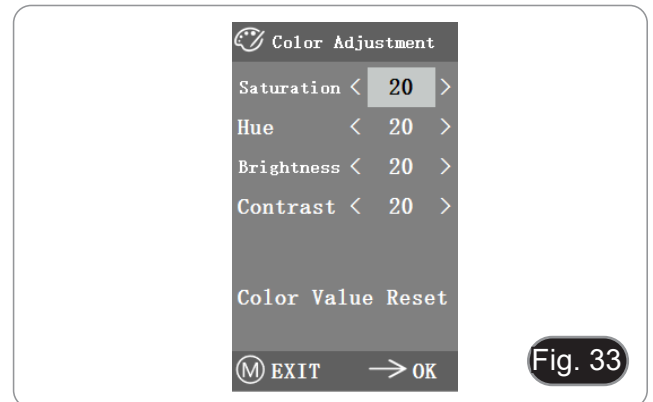 Color Adjustment
Saturation < 20 >
Hue < 20 >
Brightness < 20 >
Contrast < 20 >
Color Value Reset
M EXIT → OK
Fig. 33